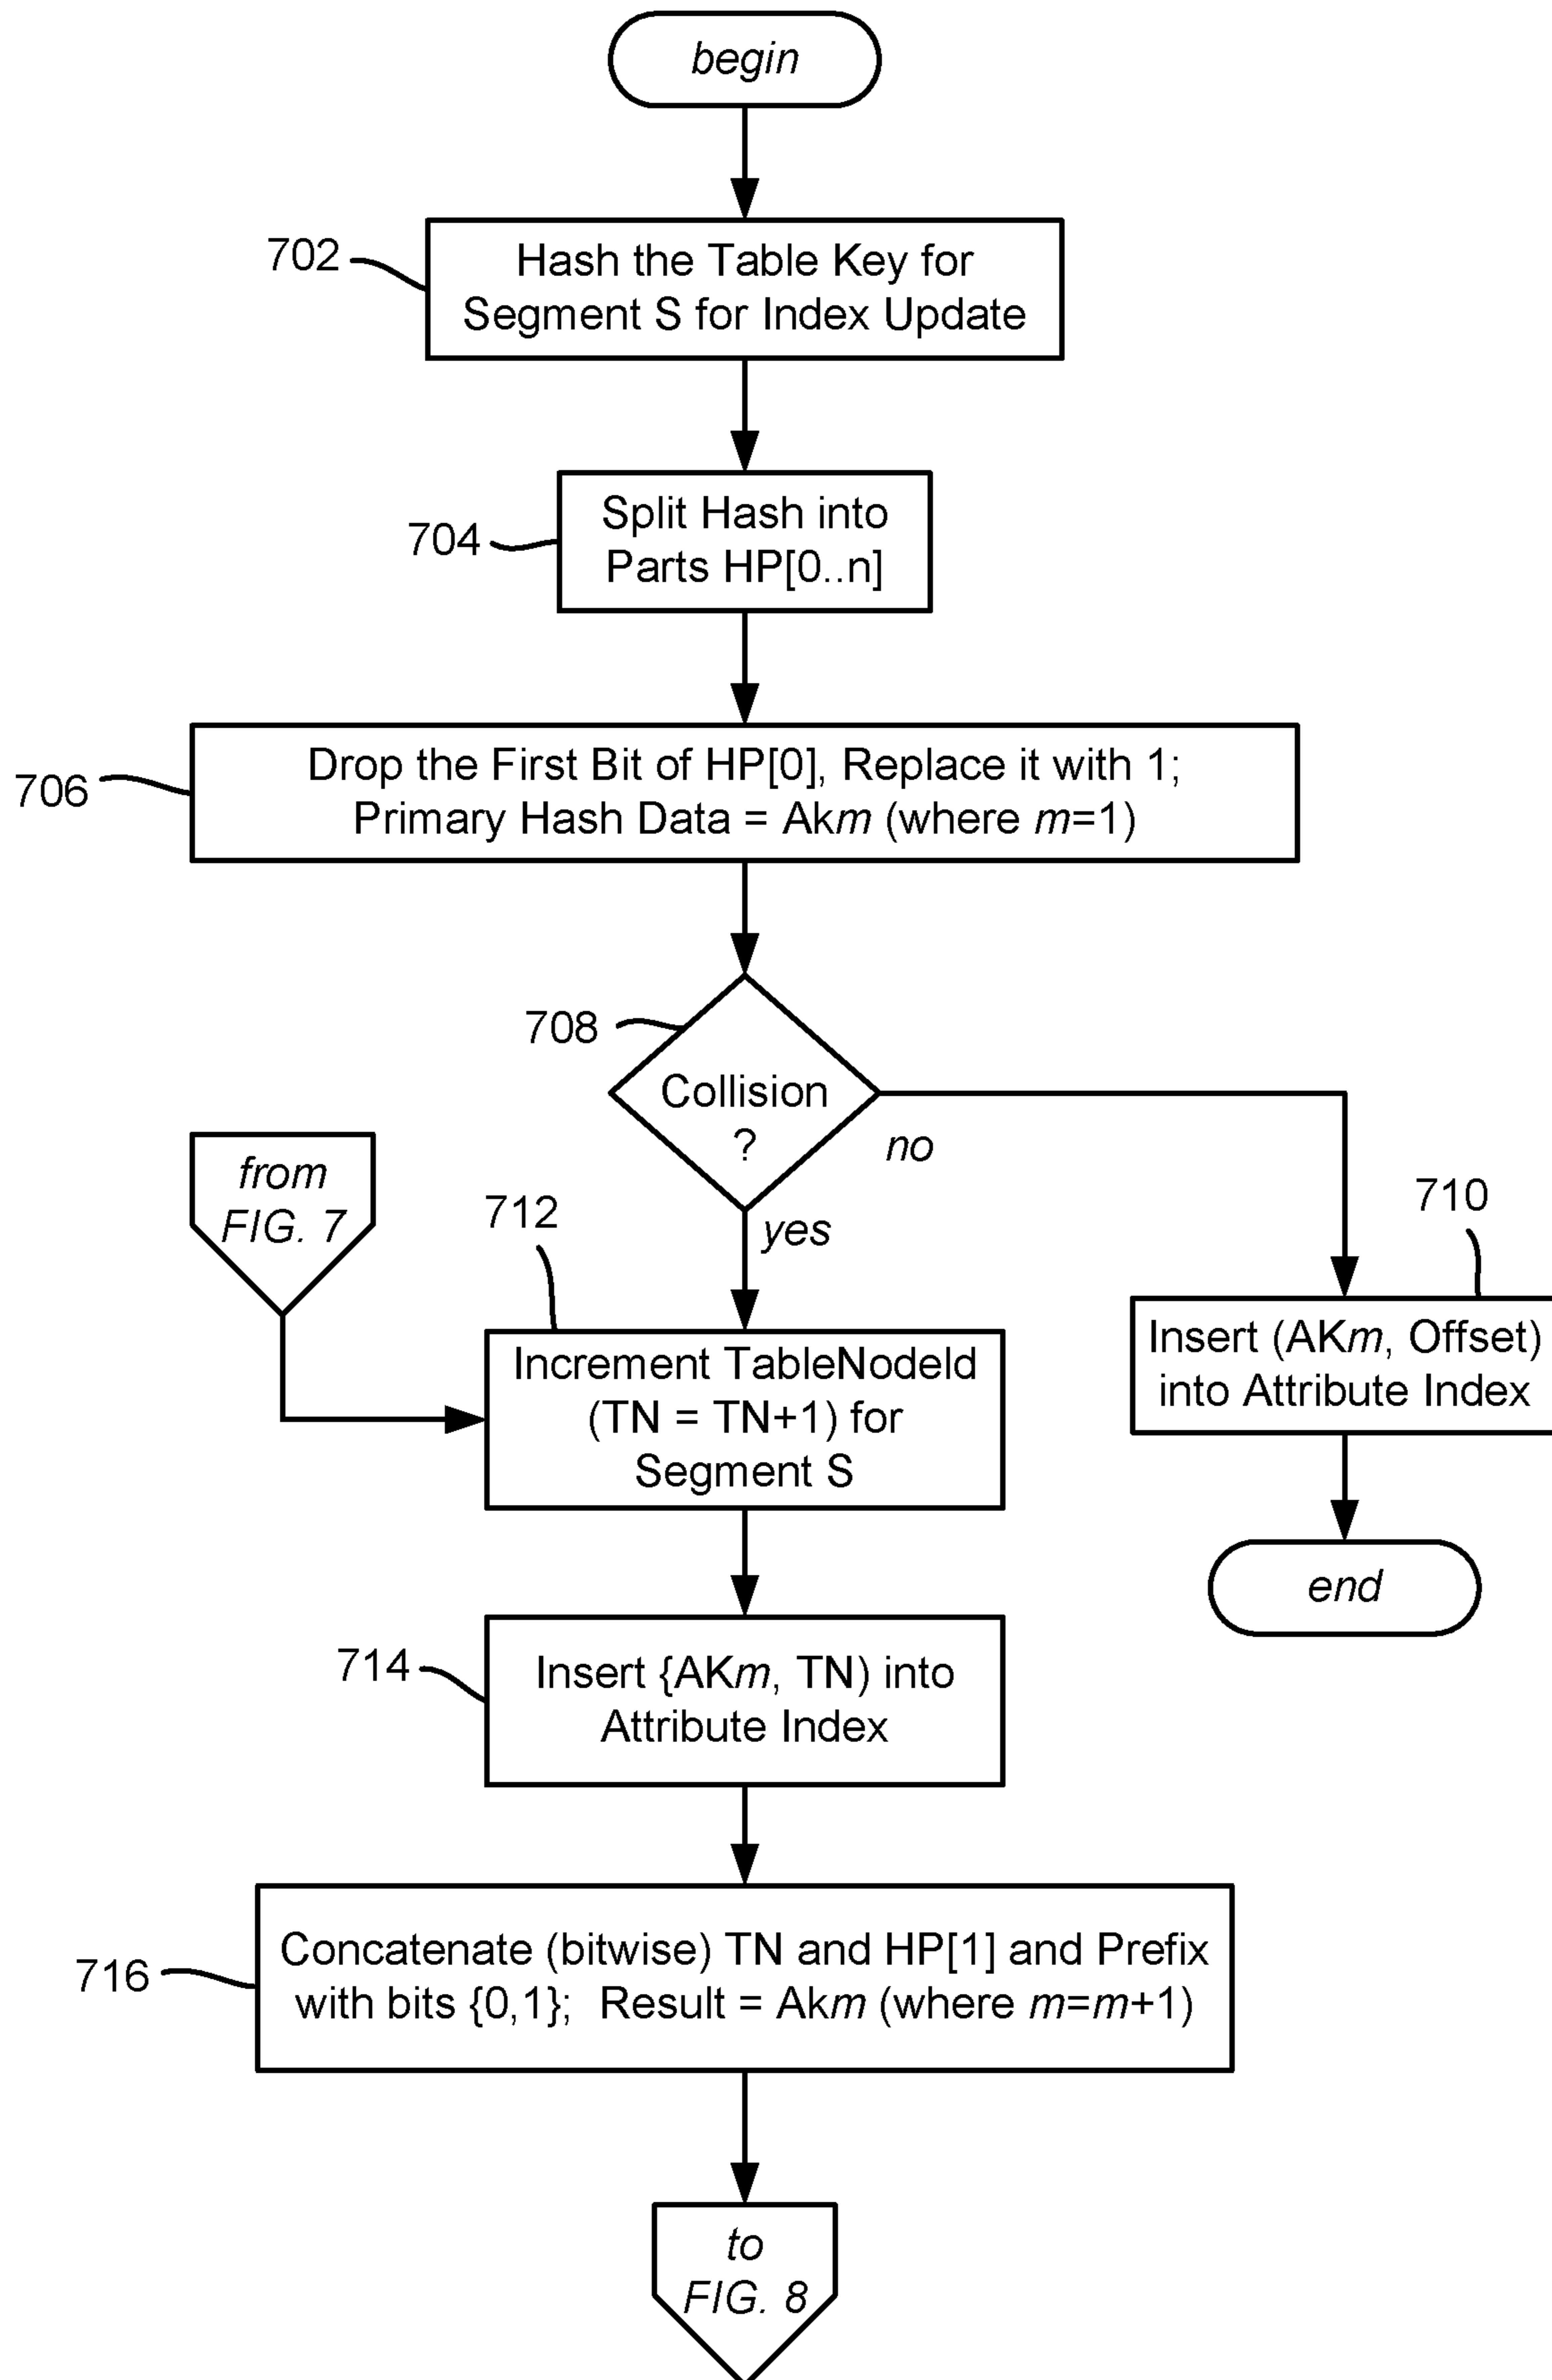 begin
702
Hash the Table Key for
Segment S for Index Update
704
Split Hash into
Parts HP[0..n]
706
Drop the First Bit of HP[0], Replace it with 1;
Primary Hash Data = Akm (where m=1)
708
Collision
?
no
yes
from
FIG. 7
712
710
Increment TableNodeId
(TN = TN+1) for
Segment S
Insert (AKm, Offset)
into Attribute Index
end
714
Insert {AKm, TN) into
Attribute Index
716
Concatenate (bitwise) TN and HP[1] and Prefix
with bits {0,1}; Result = Akm (where m=m+1)
to
FIG. 8